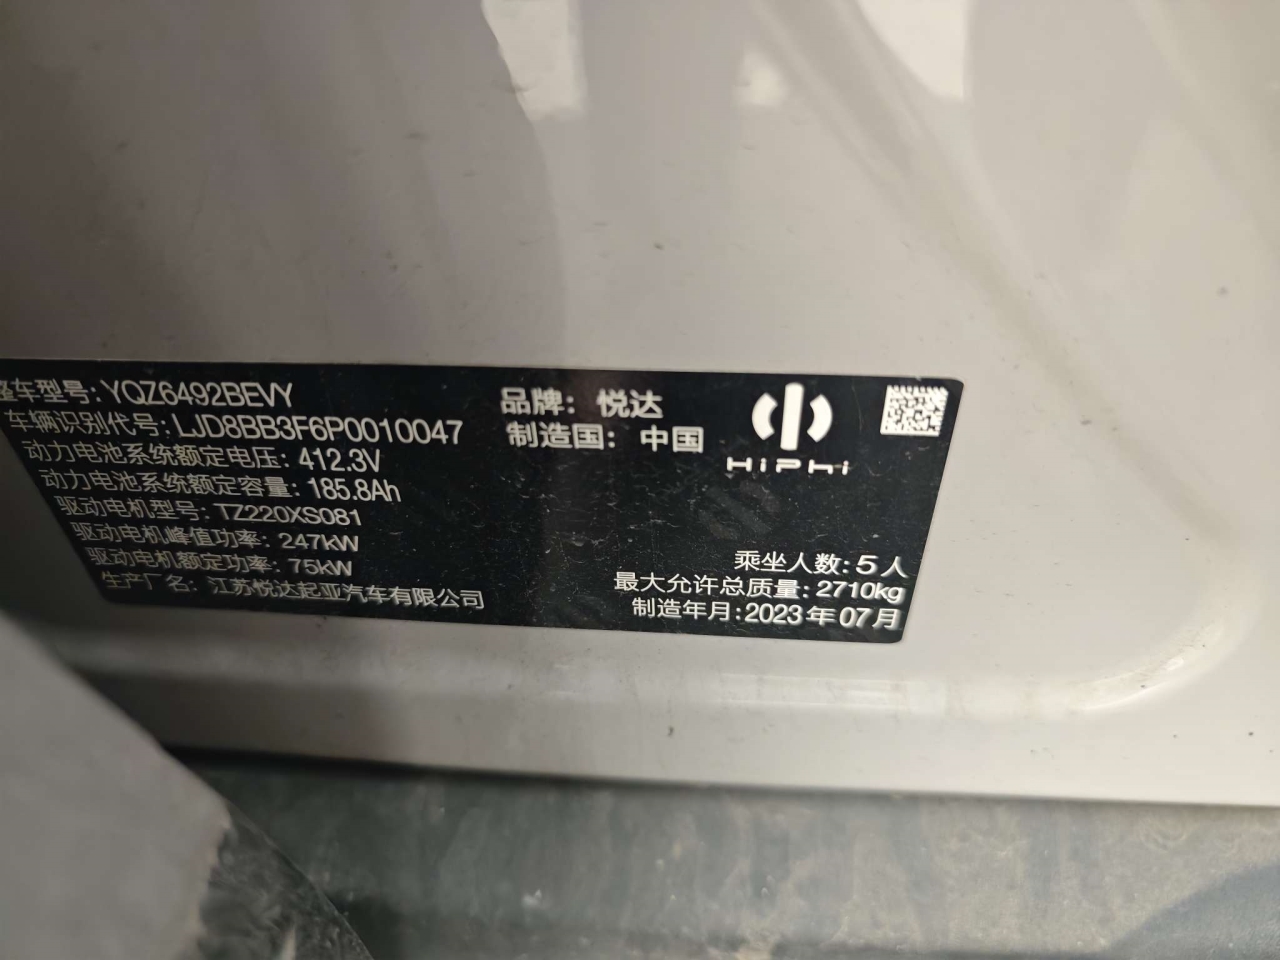 整车型号：YQZ6492BEVY
车辆识别代号：LJD8BB3F6P0010047
动力电池系统额定电压：412.3V
动力电池系统额定容量：185.8Ah
驱动电机型号：TZ220XS081
驱动电机峰值功率：247kW
驱动电机额定功率：75kW
生产厂名：江苏悦达起亚汽车有限公司
品牌：悦达
制造国：中国
HiPhi
乘坐人数：5人
最大允许总质量：2710kg
制造年月：2023年07月